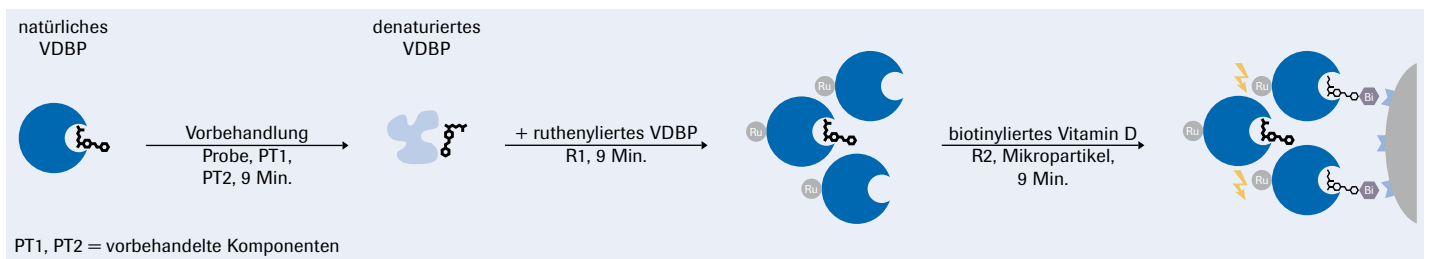 natürliches
VDBP
denaturiertes
VDBP
Vorbehandlung
Probe, PT1,
PT2, 9 Min.
+ ruthenyliertes VDBP
R1, 9 Min.
Ru
Ru
Ru
biotinyliertes Vitamin D
R2, Mikropartikel,
9 Min.
Ru
Bi
Ru
Ru
Bi
PT1, PT2 = vorbehandelte Komponenten